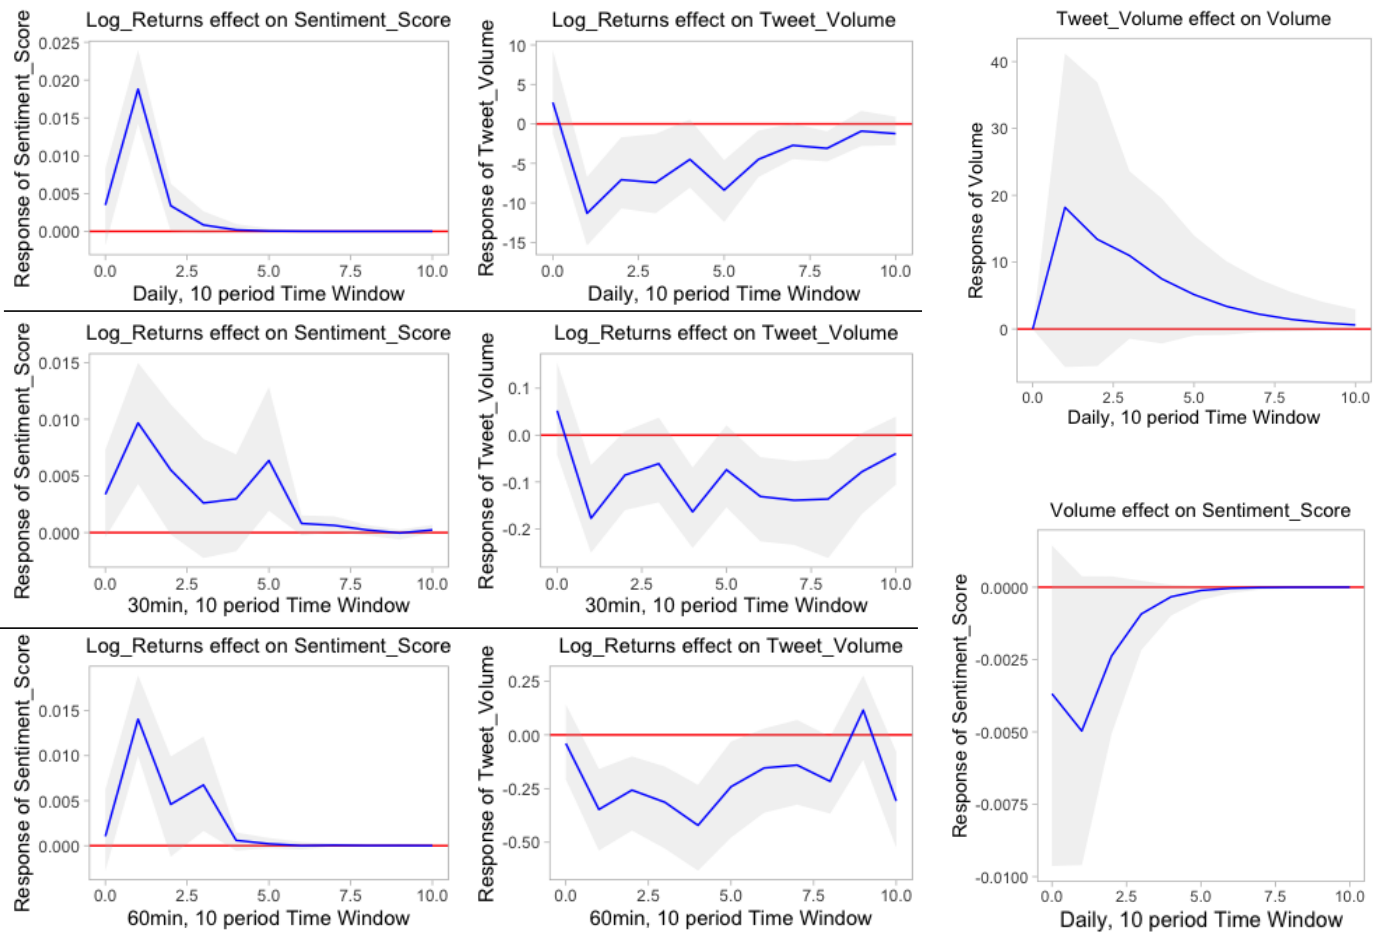 Log_Returns effect on Sentiment_Score
Response of Sentiment_Score
0.025
0.020
0.015
0.010
0.005
0.000
0.0 2.5 5.0 7.5 10.0
Daily, 10 period Time Window
Log_Returns effect on Tweet_Volume
Response of Tweet_Volume
10
5
0
-5
-10
-15
0.0 2.5 5.0 7.5 10.0
Daily, 10 period Time Window
Tweet_Volume effect on Volume
Response of Volume
40
30
20
10
0
0.0 2.5 5.0 7.5 10.0
Daily, 10 period Time Window
Log_Returns effect on Sentiment_Score
Response of Sentiment_Score
0.015
0.010
0.005
0.000
0.0 2.5 5.0 7.5 10.0
30min, 10 period Time Window
Log_Returns effect on Tweet_Volume
Response of Tweet_Volume
0.1
0.0
-0.1
-0.2
0.0 2.5 5.0 7.5 10.0
30min, 10 period Time Window
Volume effect on Sentiment_Score
Response of Sentiment_Score
0.0000
-0.0025
-0.0050
-0.0075
-0.0100
0.0 2.5 5.0 7.5 10.0
Daily, 10 period Time Window
Log_Returns effect on Sentiment_Score
Response of Sentiment_Score
0.015
0.010
0.005
0.000
0.0 2.5 5.0 7.5 10.0
60min, 10 period Time Window
Log_Returns effect on Tweet_Volume
Response of Tweet_Volume
0.25
0.00
-0.25
-0.50
0.0 2.5 5.0 7.5 10.0
60min, 10 period Time Window